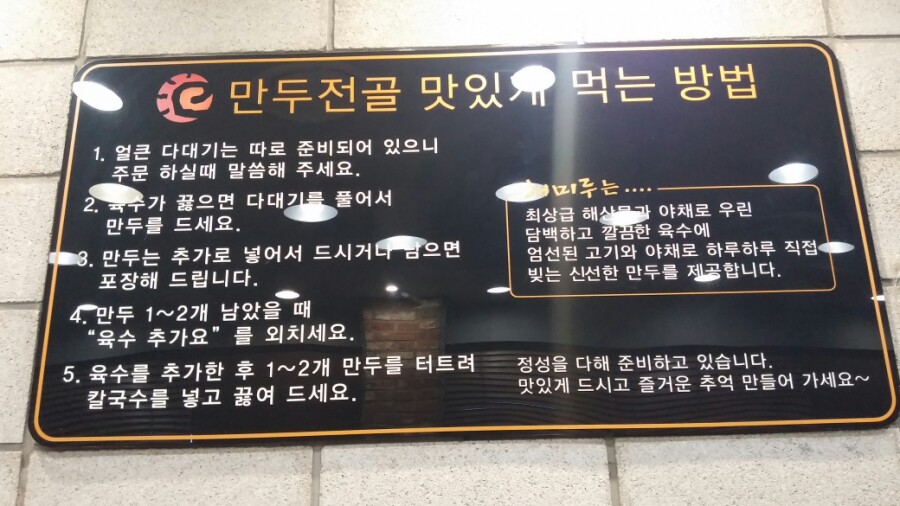 만두전골 맛있게 먹는 방법
1. 얼큰 다대기는 따로 준비되어 있으니
주문 하실때 말씀해 주세요.
2. 육수가 끓으면 다대기를 풀어서
만두를 드세요.
3. 만두는 추가로 넣어서 드시거나 남으면
포장해 드립니다.
4. 만두 1~2개 남았을 때
“육수 추가요” 를 외치세요.
5. 육수를 추가한 후 1~2개 만두를 터트려
칼국수를 넣고 끓여 드세요.
최상급 해산물과 야채로 우린
담백하고 깔끔한 육수에
엄선된 고기와 야채로 하루하루 직접
빚는 신선한 만두를 제공합니다.
정성을 다해 준비하고 있습니다.
맛있게 드시고 즐거운 추억 만들어 가세요~